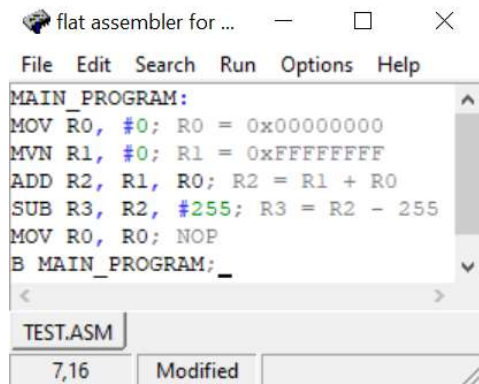 flat assembler for ...
File Edit Search Run Options Help
MAIN_PROGRAM:
MOV R0, #0; R0 = 0x00000000
MVN R1, #0; R1 = 0xFFFFFFFF
ADD R2, R1, R0; R2 = R1 + R0
SUB R3, R2, #255; R3 = R2 - 255
MOV R0, R0; NOP
B MAIN_PROGRAM;
TEST.ASM
7,16 Modified